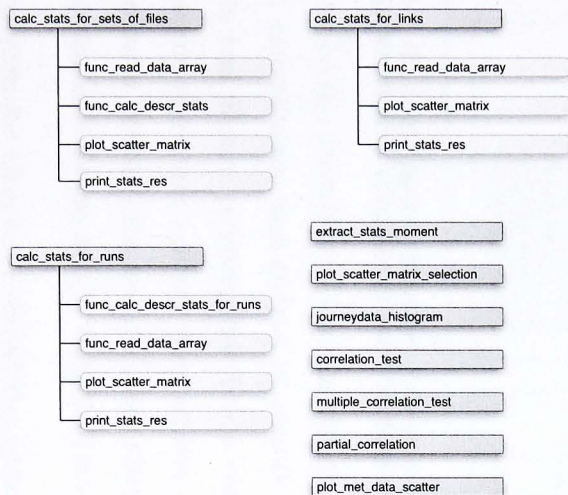 calc_stats_for_sets_of_files
func_read_data_array
func_calc_descr_stats
plot_scatter_matrix
print_stats_res
calc_stats_for_links
func_read_data_array
plot_scatter_matrix
print_stats_res
calc_stats_for_runs
func_calc_descr_stats_for_runs
func_read_data_array
plot_scatter_matrix
print_stats_res
extract_stats_moment
plot_scatter_matrix_selection
journeydata_histogram
correlation_test
multiple_correlation_test
partial_correlation
plot_met_data_scatter